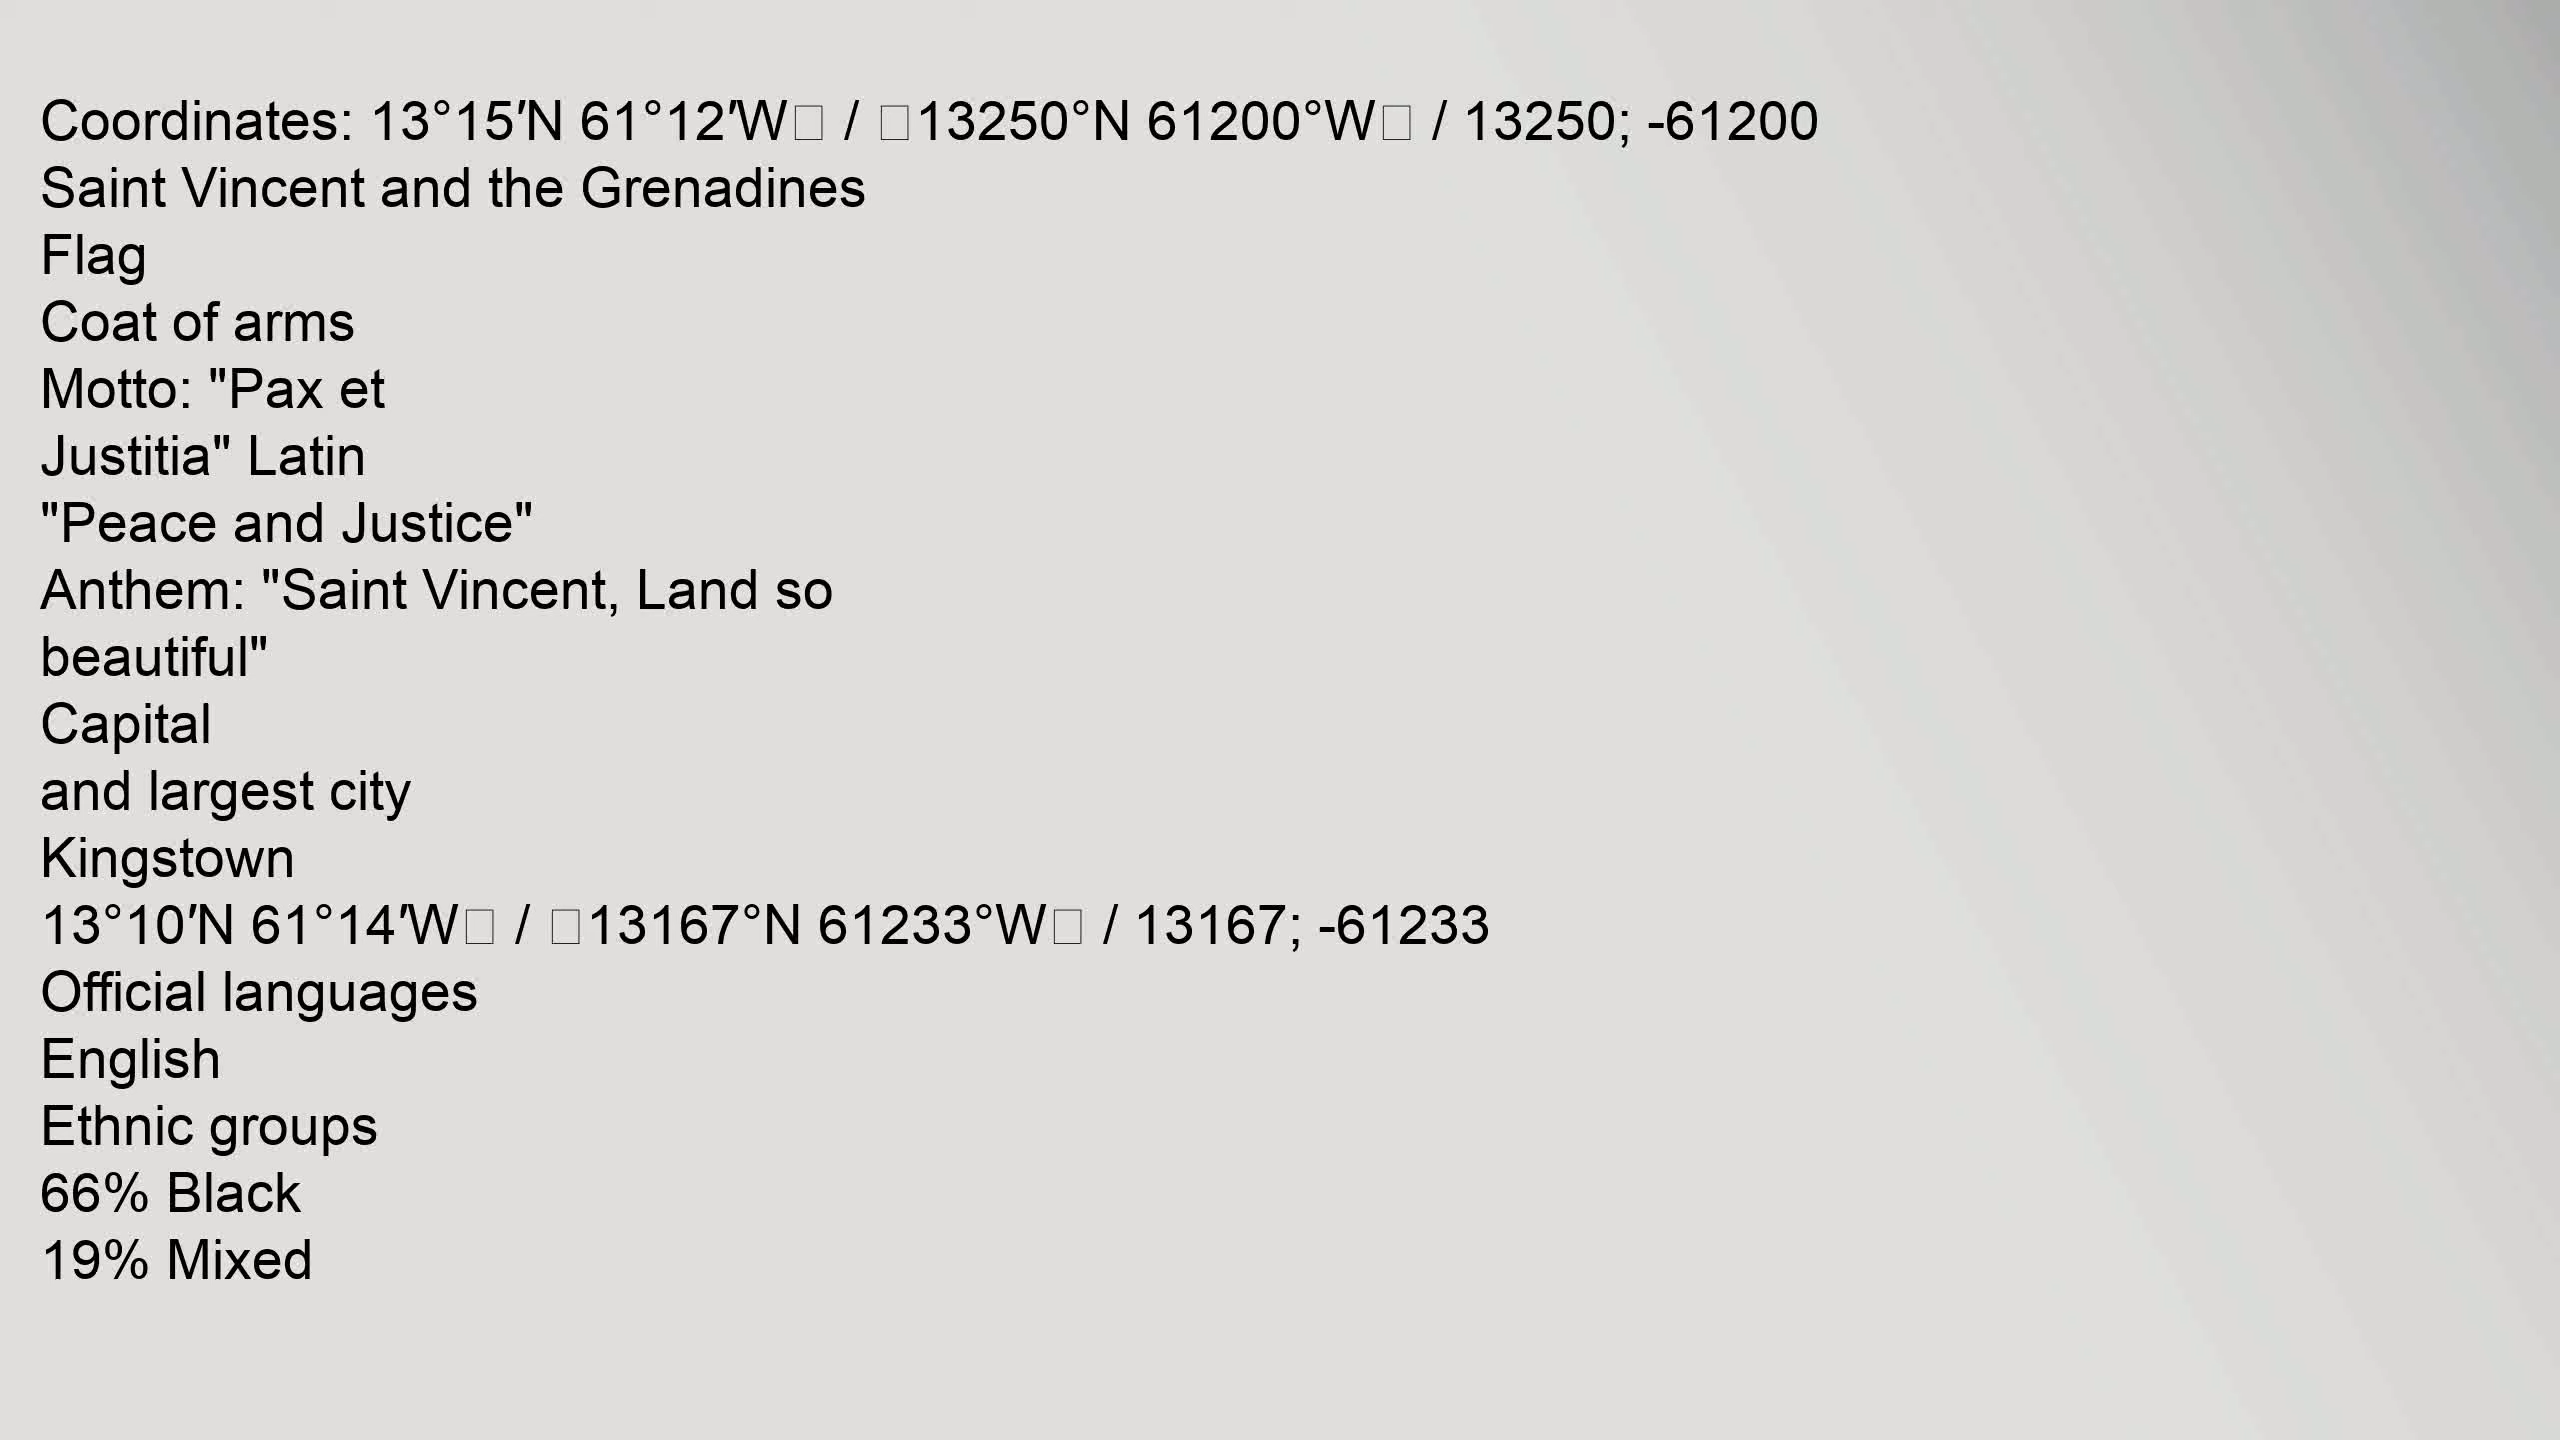 Coordinates: 13°15′N 61°12′W□ / □13250°N 61200°W□ / 13250; -61200
Saint Vincent and the Grenadines
Flag
Coat of arms
Motto: "Pax et
Justitia" Latin
"Peace and Justice"
Anthem: "Saint Vincent, Land so
beautiful"
Capital
and largest city
Kingstown
13°10′N 61°14′W□ / □13167°N 61233°W□ / 13167; -61233
Official languages
English
Ethnic groups
66% Black
19% Mixed